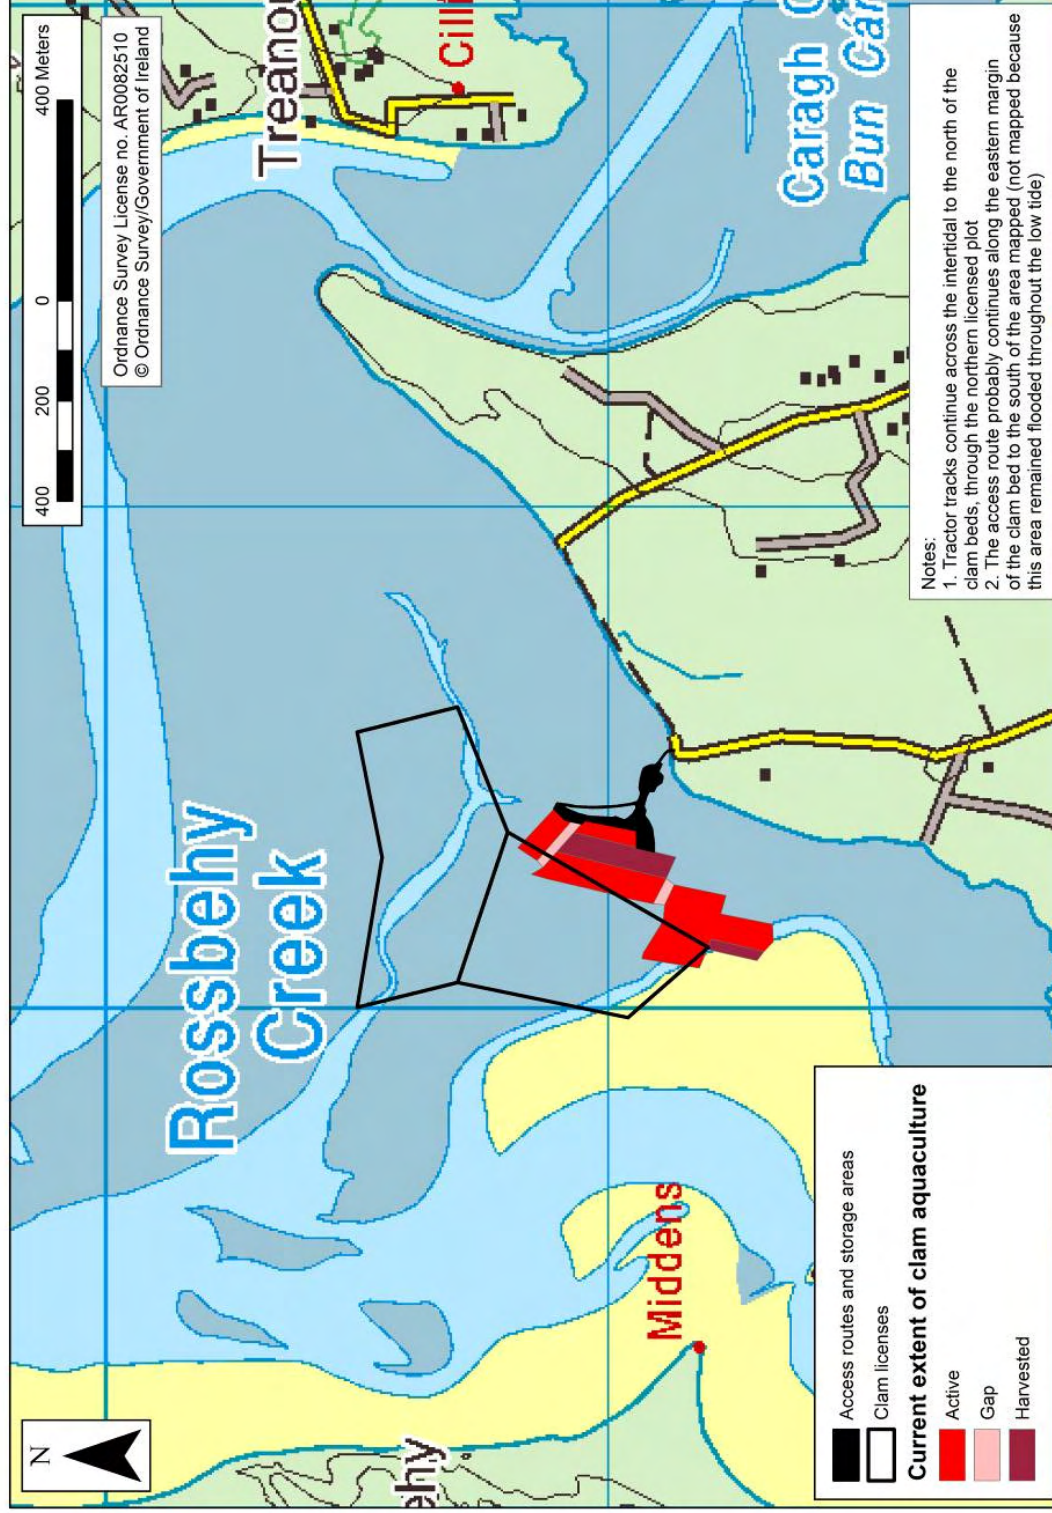 N
400 200 0 400 Meters
Ordnance Survey License no. AR0082510
© Ordnance Survey/Government of Ireland
Rossbehy
Creek
Treano
ehy
Cilli
Middens
Caragh
Bun Cár
Access routes and storage areas
Clam licenses
Current extent of clam aquaculture
Active
Gap
Harvested
Notes:
1. Tractor tracks continue across the intertidal to the north of the
clam beds, through the northern licensed plot
2. The access route probably continues along the eastern margin
of the clam bed to the south of the area mapped (not mapped because
this area remained flooded throughout the low tide)